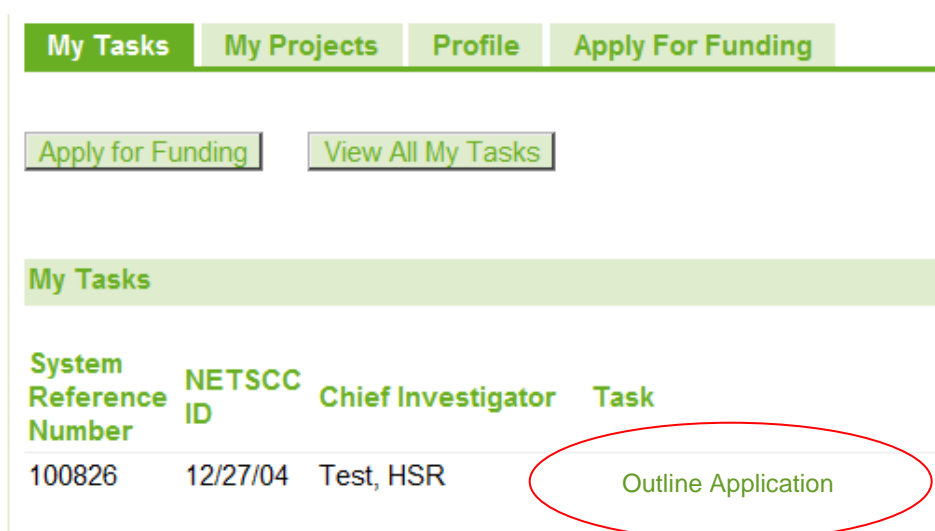 My Tasks My Projects Profile Apply For Funding
Apply for Funding View All My Tasks
My Tasks
System
Reference
Number
NETSCC
ID
Chief Investigator
Task
100826 12/27/04 Test, HSR Outline Application